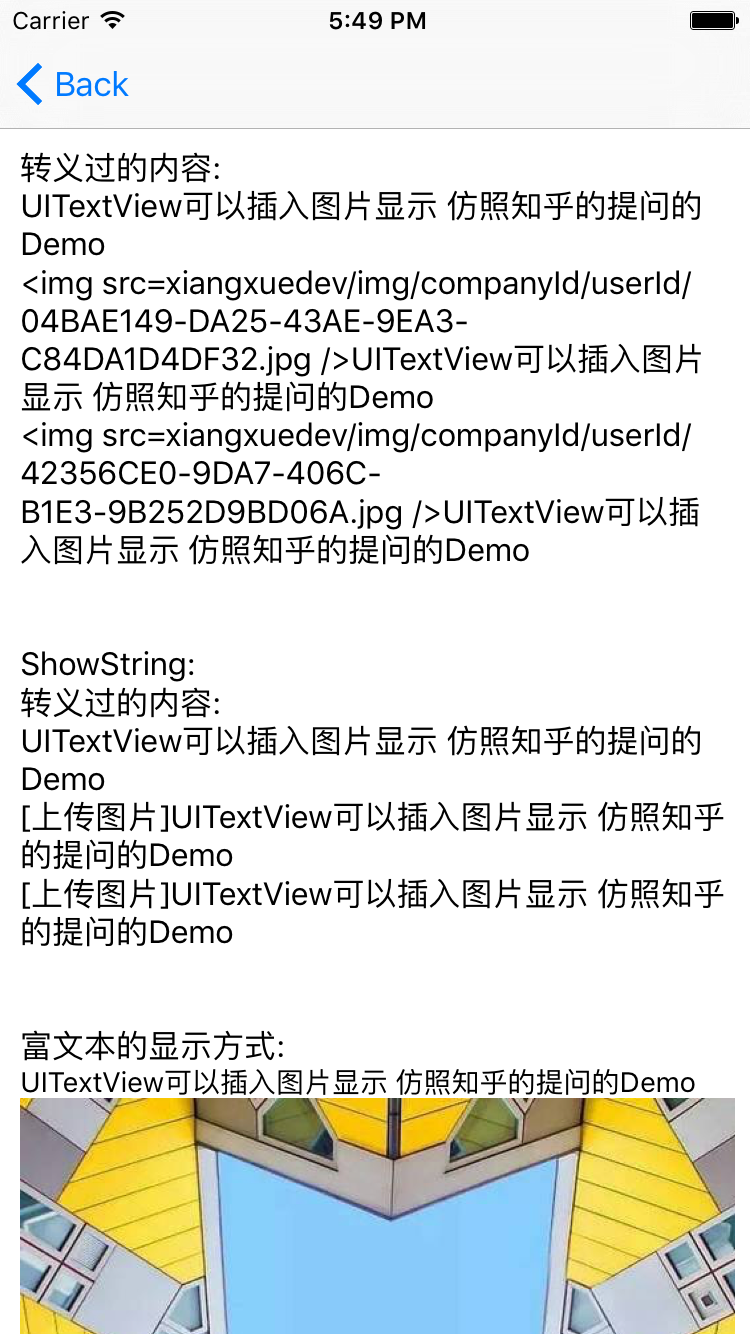 Carrier 5:49 PM
Back
转义过的内容:
UITextView可以插入图片显示 仿照知乎的提问的
Demo
<img src=xiangxuedev/img/companyId/userId/
04BAE149-DA25-43AE-9EA3-
C84DA1D4DF32.jpg />UITextView可以插入图片
显示 仿照知乎的提问的Demo
<img src=xiangxuedev/img/companyId/userId/
42356CE0-9DA7-406C-
B1E3-9B252D9BD06A.jpg />UITextView可以插
入图片显示 仿照知乎的提问的Demo
ShowString:
转义过的内容:
UITextView可以插入图片显示 仿照知乎的提问的
Demo
[上传图片]UITextView可以插入图片显示 仿照知乎
的提问的Demo
[上传图片]UITextView可以插入图片显示 仿照知乎
的提问的Demo
富文本的显示方式:
UITextView可以插入图片显示 仿照知乎的提问的Demo